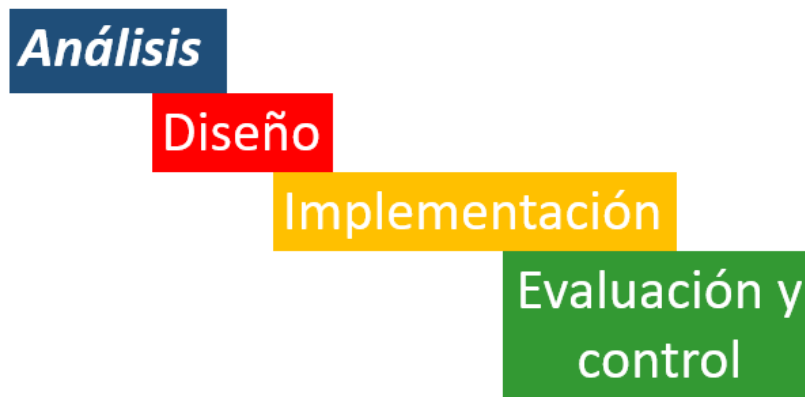 Análisis
Diseño
Implementación
Evaluación y
control